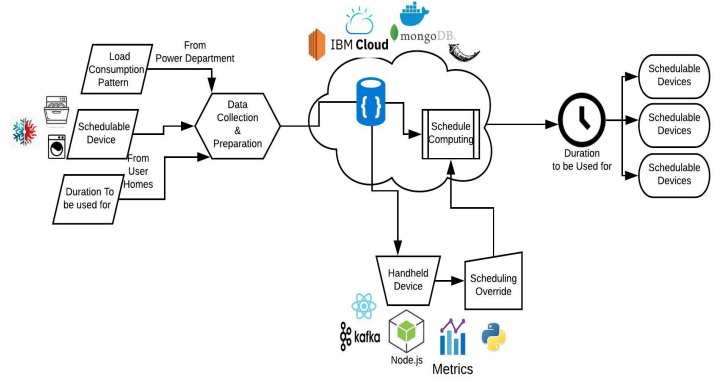 IBM Cloud
mongoDB.
From
Power Department
Load
Consumption
Pattern
Schedulable
Device
From
User
Homes
Duration To
be used for
Data
Collection
&
Preparation
{ }
Schedule
Computing
Duration
to be Used for
Schedulable
Devices
Schedulable
Devices
Schedulable
Devices
Handheld
Device
Scheduling
Override
kafka
Node.js
Metrics